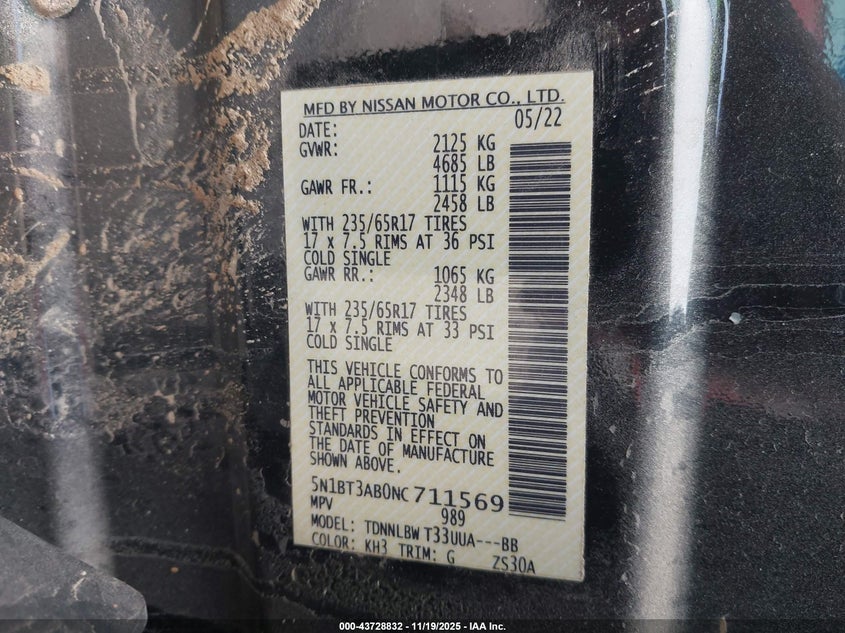 MFD BY NISSAN MOTOR CO., LTD.
DATE: 05/22
GVWR: 2125 KG
4685 LB
GAWR FR.: 1115 KG
2458 LB
WITH 235/65R17 TIRES
17 x 7.5 RIMS AT 36 PSI
COLD SINGLE
GAWR RR.: 1065 KG
2348 LB
WITH 235/65R17 TIRES
17 x 7.5 RIMS AT 33 PSI
COLD SINGLE
THIS VEHICLE CONFORMS TO
ALL APPLICABLE FEDERAL
MOTOR VEHICLE SAFETY AND
THEFT PREVENTION
STANDARDS IN EFFECT ON
THE DATE OF MANUFACTURE
SHOWN ABOVE.
5N1BT3AB0NC711569
MPV 989
MODEL: TDNNLBW T33UUA---BB
COLOR: KH3 TRIM: G ZS30A
000-43728832 - 11/19/2025 - IAA Inc.